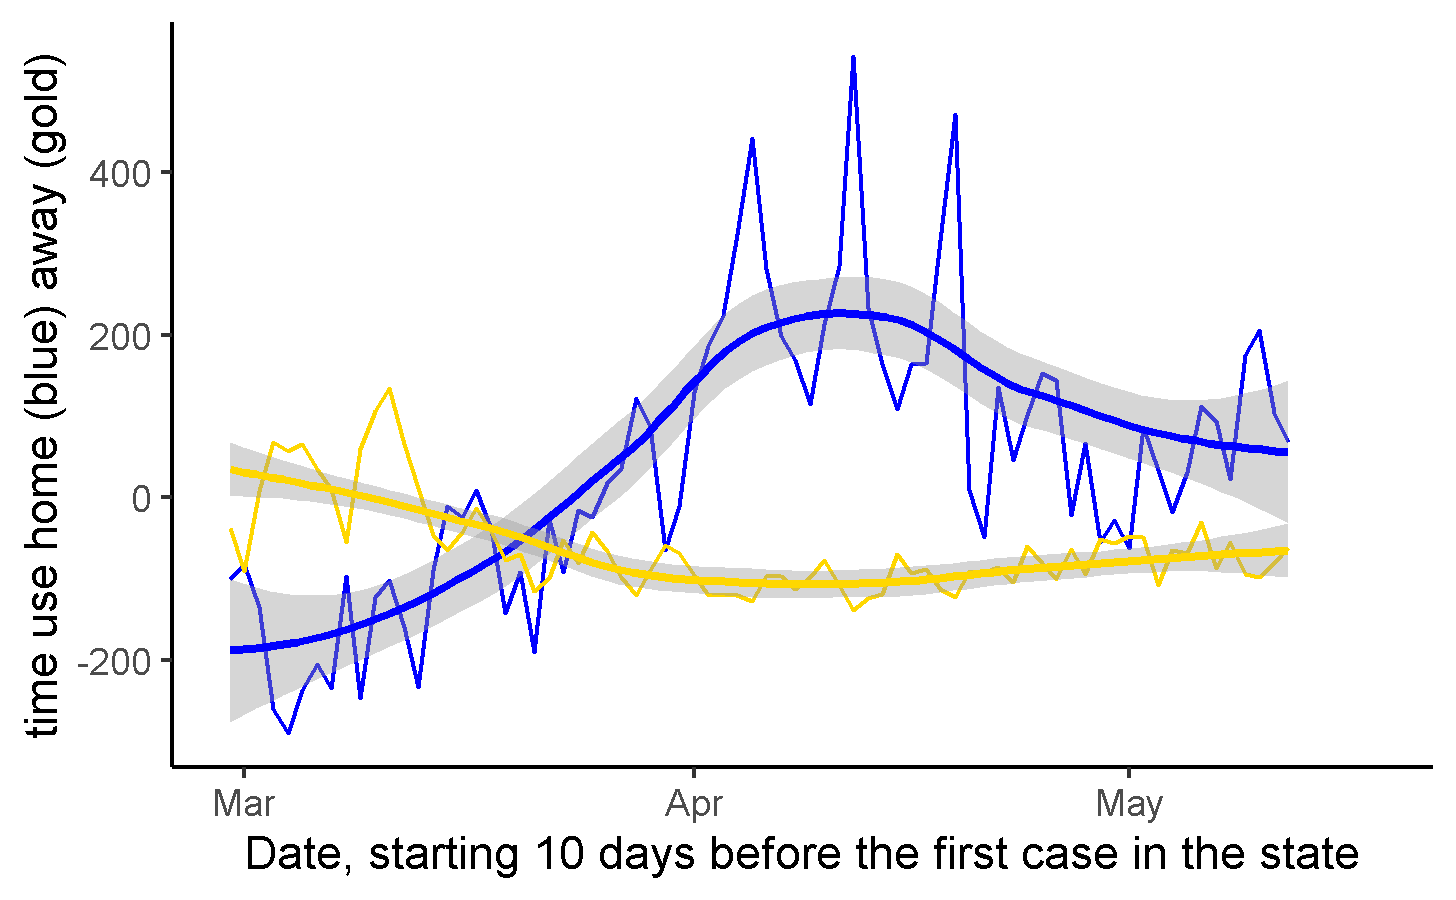 time use home (blue) away (gold)
400
200
0
-200
Mar Apr May
Date, starting 10 days before the first case in the state